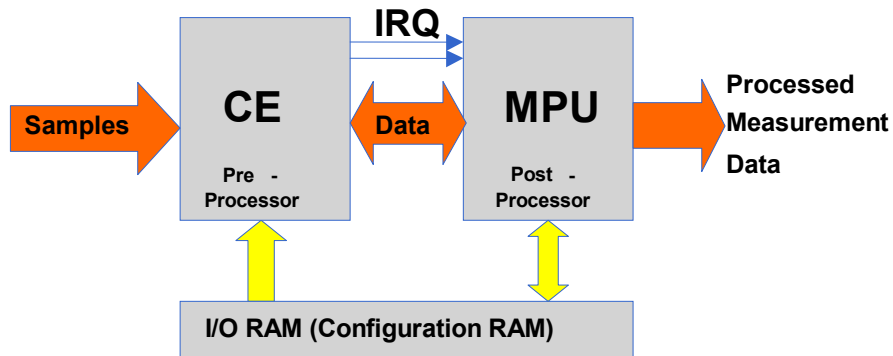 IRQ
Samples
CE
Pre -
Processor
Data
MPU
Post -
Processor
Processed
Measurement
Data
I/O RAM (Configuration RAM)